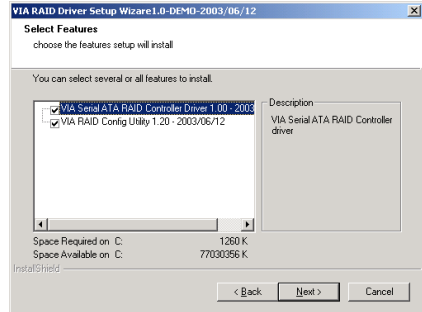 VIA RAID Driver Setup Wizare1.0-DEMO-2003/06/12
Select Features
choose the features setup will install
You can select several or all features to install.
VIA Serial ATA RAID Controller Driver 1.00 - 2003
VIA RAID Config Utility 1.20 - 2003/06/12
Description
VIA Serial ATA RAID Controller
driver
Space Required on C: 1260 K
Space Available on C: 77030356 K
InstallShield
< Back Next > Cancel